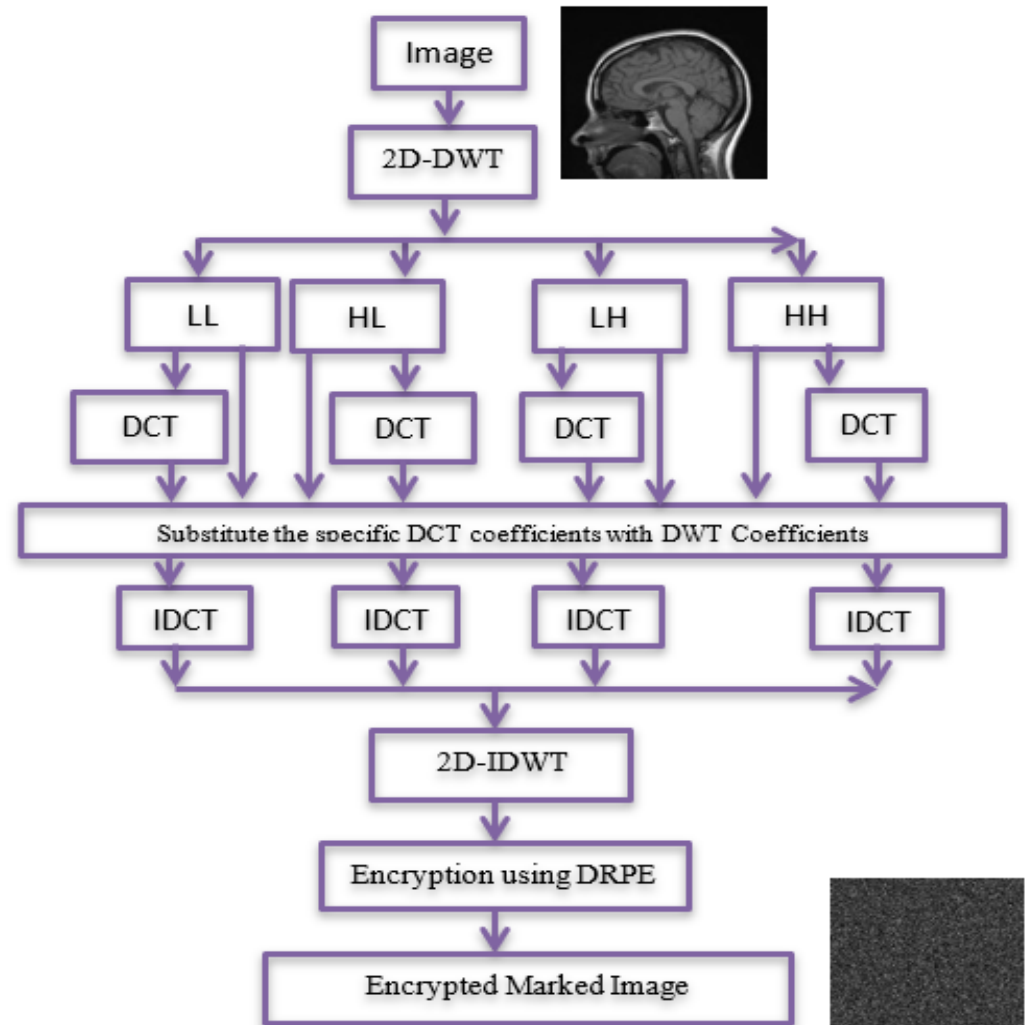 Image
2D-DWT
LL
HL
LH
HH
DCT
DCT
DCT
DCT
Substitute the specific DCT coefficients with DWT Coefficients
IDCT
IDCT
IDCT
IDCT
2D-IDWT
Encryption using DRPE
Encrypted Marked Image